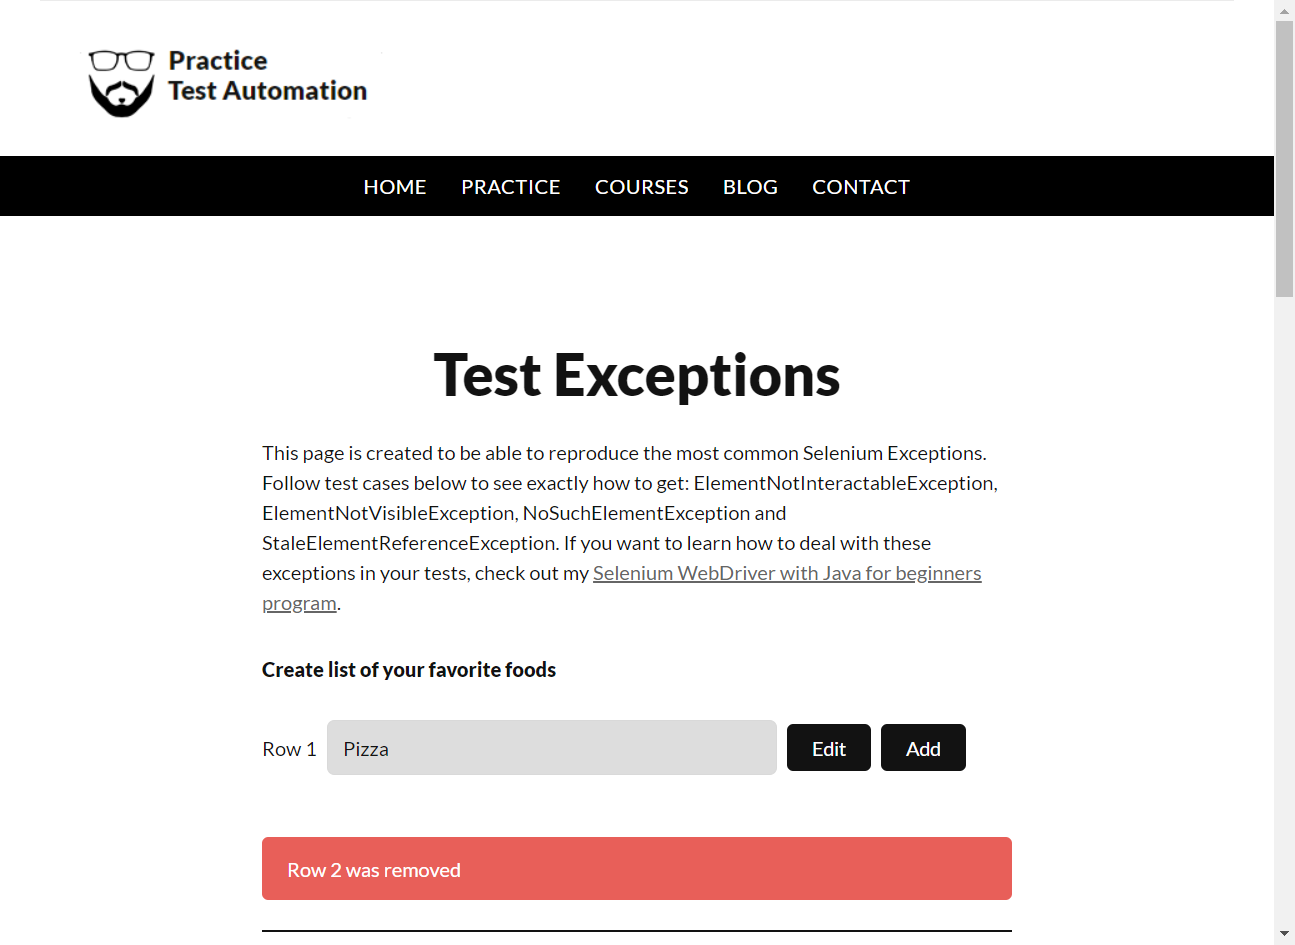 Practice
Test Automation
HOME PRACTICE COURSES BLOG CONTACT
Test Exceptions
This page is created to be able to reproduce the most common Selenium Exceptions.
Follow test cases below to see exactly how to get: ElementNotInteractableException,
ElementNotVisibleException, NoSuchElementException and
StaleElementReferenceException. If you want to learn how to deal with these
exceptions in your tests, check out my Selenium WebDriver with Java for beginners
program.
Create list of your favorite foods
Row 1 Pizza Edit Add
Row 2 was removed